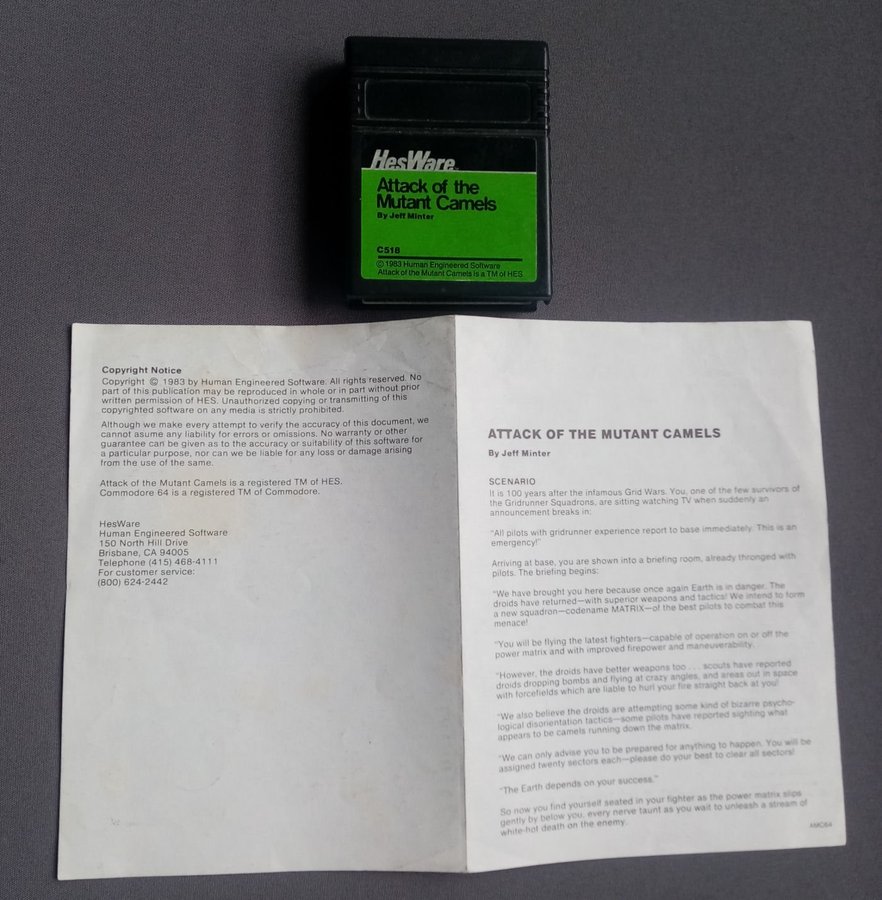 HesWare
Attack of the
Mutant Camels
By Jeff Minter
C518
© 1983 Human Engineered Software
Attack of the Mutant Camels is a TM of HES.
Copyright Notice
Copyright © 1983 by Human Engineered Software. All rights reserved. No
part of this publication may be reproduced in whole or in part without prior
written permission of HES. Unauthorized copying or transmitting of this
copyrighted software on any media is strictly prohibited.
Although we make every attempt to verify the accuracy of this document, we
cannot asume any liability for errors or omissions. No warranty or other
guarantee can be given as to the accuracy or suitability of this software for
a particular purpose, nor can we be liable for any loss or damage arising
from the use of the same.
Attack of the Mutant Camels is a registered TM of HES.
Commodore 64 is a registered TM of Commodore.
HesWare
Human Engineered Software
150 North Hill Drive
Brisbane, CA 94005
Telephone (415) 468-4111
For customer service:
(800) 624-2442
ATTACK OF THE MUTANT CAMELS
By Jeff Minter
SCENARIO
It is 100 years after the infamous Grid Wars. You, one of the few survivors of
the Gridrunner Squadrons, are sitting watching TV when suddenly an
announcement breaks in:
"All pilots with gridrunner experience report to base immediately. This is an
emergency!"
Arriving at base, you are shown into a briefing room, already thronged with
pilots. The briefing begins:
"We have brought you here because once again Earth is in danger. The
droids have returned—with superior weapons and tactics! We intend to form
a new squadron—codename MATRIX—of the best pilots to combat this
menace!
"You will be flying the latest fighters—capable of operation on or off the
power matrix and with improved firepower and maneuverability.
"However, the droids have better weapons too . . . scouts have reported
droids dropping bombs and flying at crazy angles, and areas out in space
with forcefields which are liable to hurl your fire straight back at you!
"We also believe the droids are attempting some kind of bizarre psycho-
logical disorientation tactics—some pilots have reported sighting what
appears to be camels running down the matrix.
"We can only advise you to be prepared for anything to happen. You will be
assigned twenty sectors each—please do your best to clear all sectors!
"The Earth depends on your success."
So now you find yourself seated in your fighter as the power matrix slips
gently by below you, every nerve taunt as you wait to unleash a stream of
white-hot death on the enemy.
AMC64